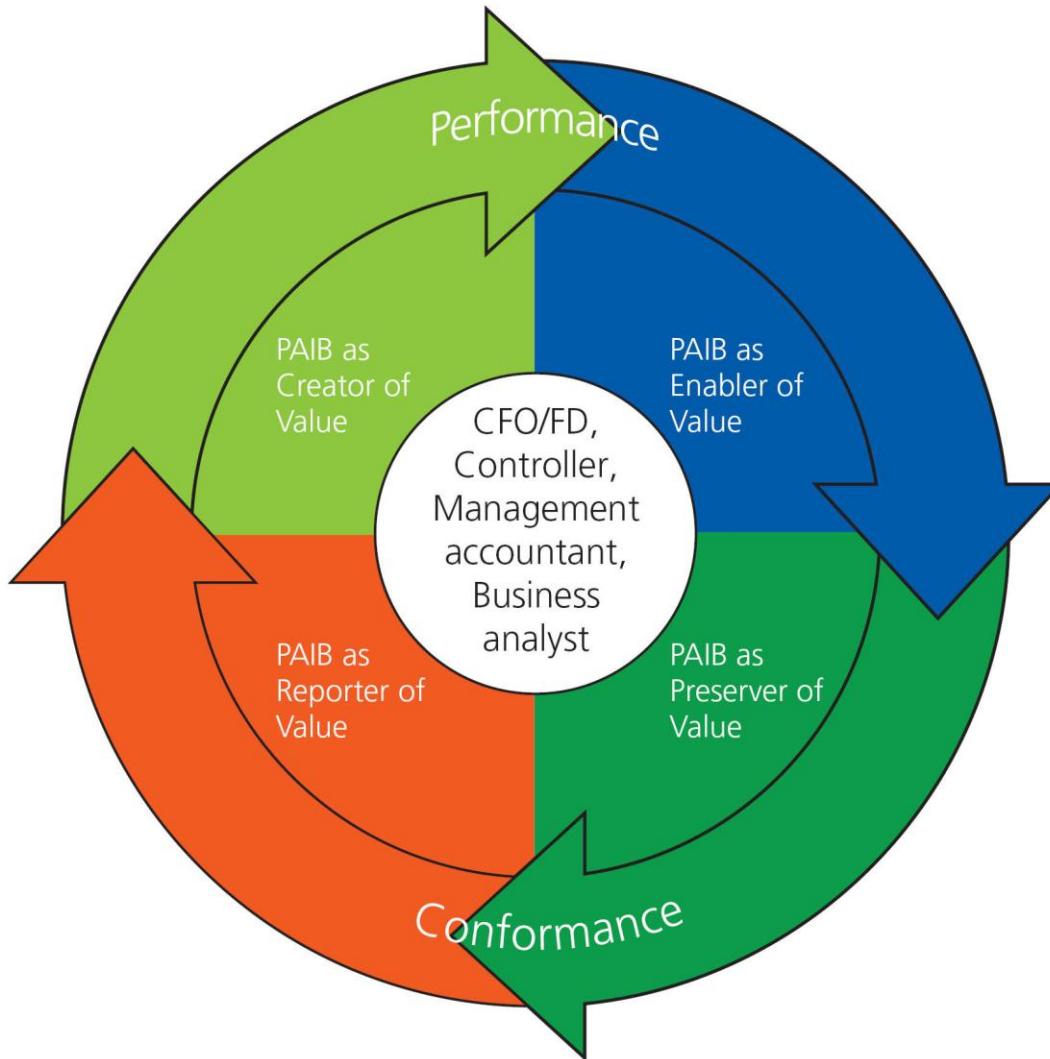 Performance
PAIB as
Creator of
Value
PAIB as
Enabler of
Value
CFO/FD,
Controller,
Management
accountant,
Business
analyst
PAIB as
Reporter of
Value
PAIB as
Preserver of
Value
Conformance